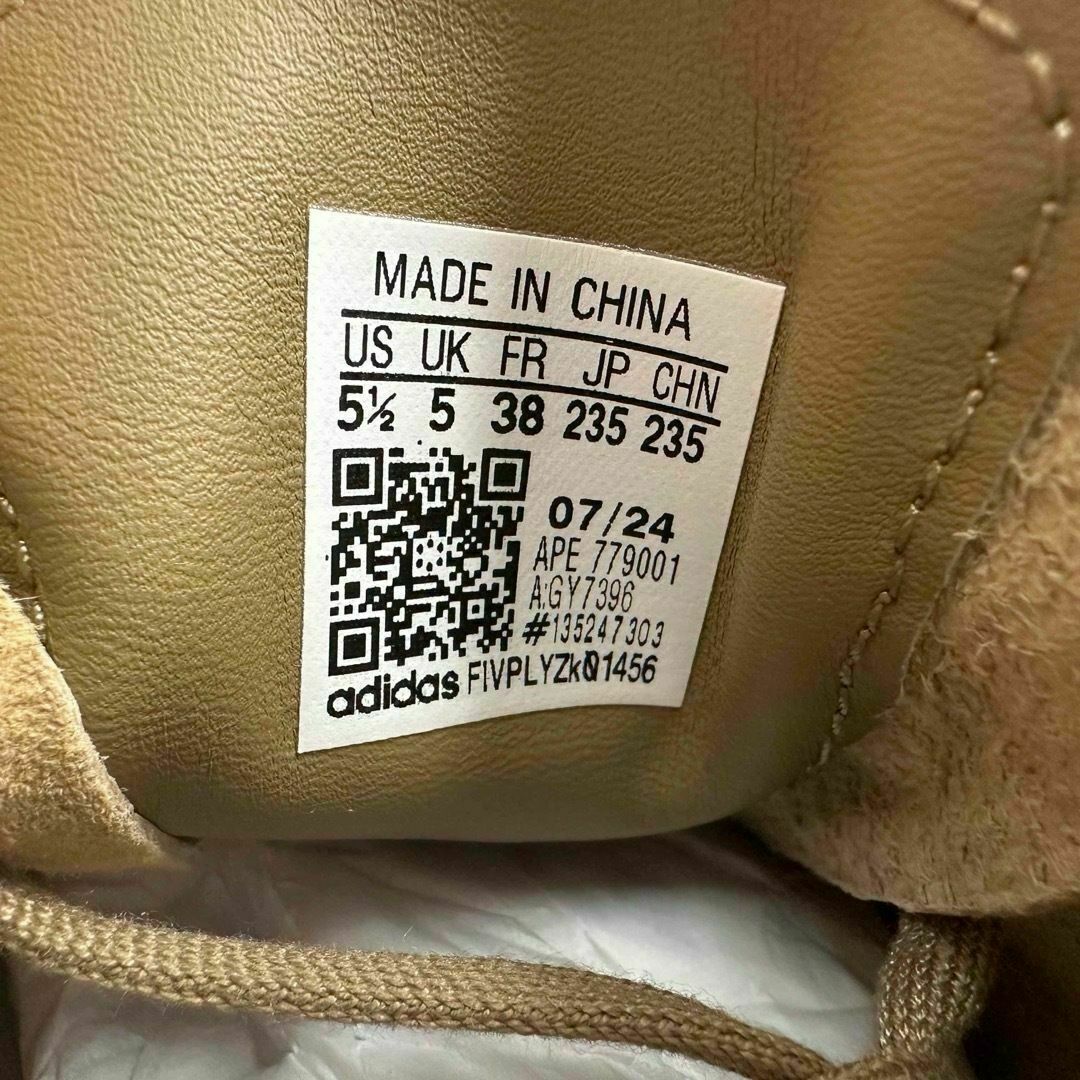 MADE IN CHINA
US UK FR JP CHN
5½ 5 38 235 235
07/24
APE 779001
A:GY7396
#135247303
adidas FIVPLYZk01456